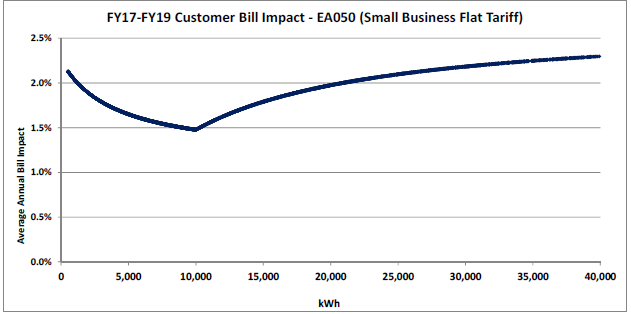 FY17-FY19 Customer Bill Impact - EA050 (Small Business Flat Tariff)
2.5%
2.0%
1.5%
1.0%
0.5%
0.0%
Average Annual Bill Impact
0 5,000 10,000 15,000 20,000 25,000 30,000 35,000 40,000
kWh